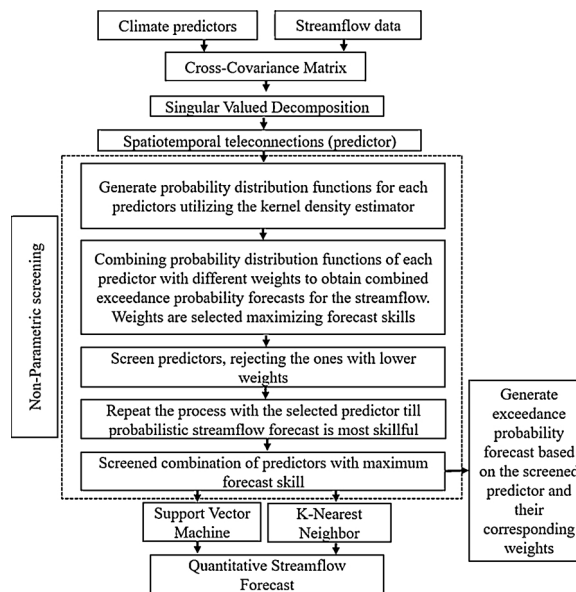 Climate predictors
Streamflow data
Cross-Covariance Matrix
Singular Valued Decomposition
Spatiotemporal teleconnections (predictor)
Non-Parametric screening
Generate probability distribution functions for each
predictors utilizing the kernel density estimator
Combining probability distribution functions of each
predictor with different weights to obtain combined
exceedance probability forecasts for the streamflow.
Weights are selected maximizing forecast skills
Screen predictors, rejecting the ones with lower
weights
Repeat the process with the selected predictor till
probabilistic streamflow forecast is most skillful
Screened combination of predictors with maximum
forecast skill
Generate
exceedance
probability
forecast based
on the screened
predictor and
their
corresponding
weights
Support Vector
Machine
K-Nearest
Neighbor
Quantitative Streamflow
Forecast